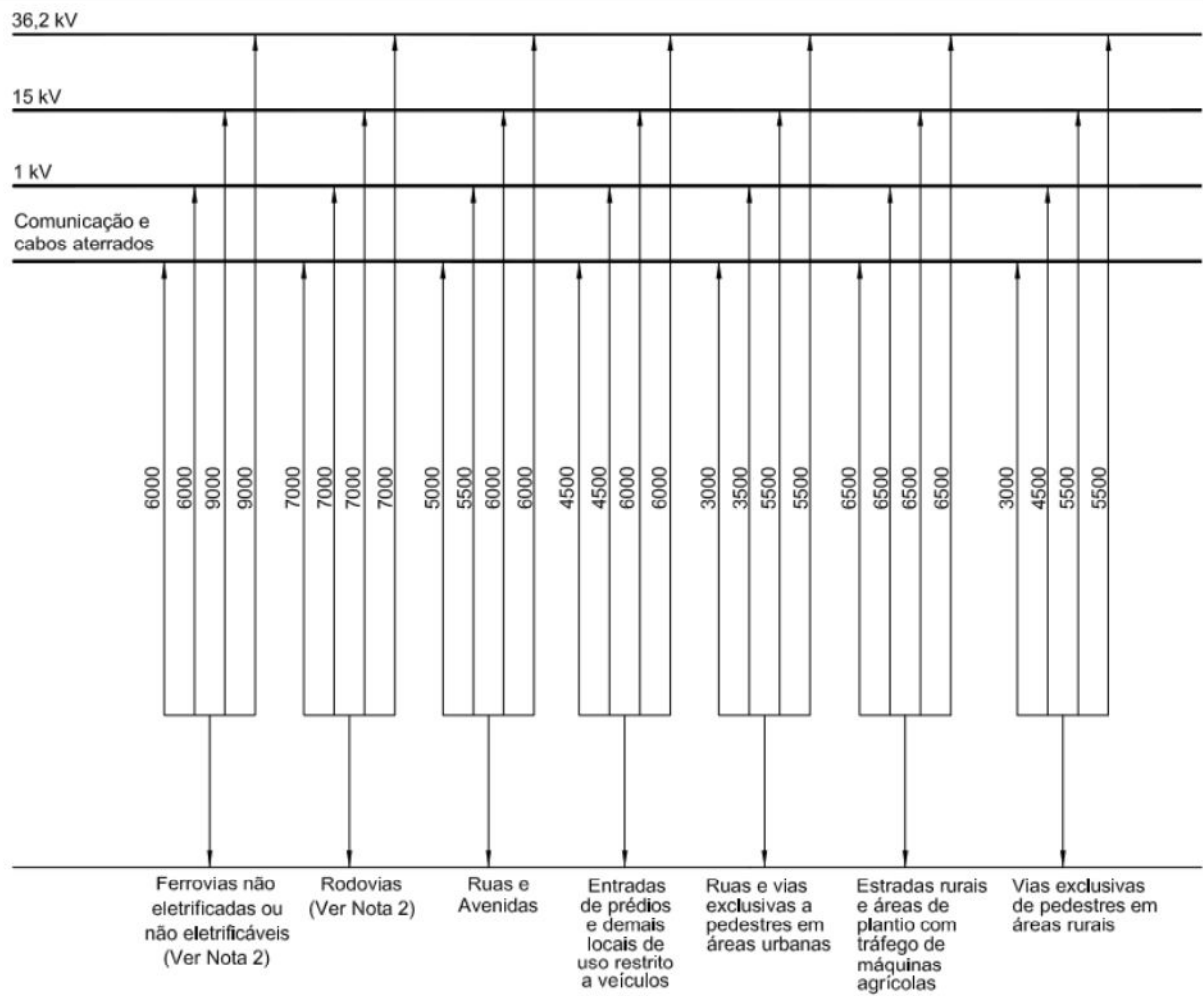 36,2 kV
15 kV
1 kV
Comunicação e
cabos aterrados
6000
6000
9000
9000
7000
7000
7000
7000
5000
5500
6000
6000
4500
4500
6000
6000
3000
3500
5500
5500
6500
6500
6500
6500
3000
4500
5500
5500
Ferrovias não
eletrificadas ou
não eletrificáveis
(Ver Nota 2)
Rodovias
(Ver Nota 2)
Ruas e
Avenidas
Entradas
de prédios
e demais
locais de
uso restrito
a veículos
Ruas e vias
exclusivas a
pedestres em
áreas urbanas
Estradas rurais
e áreas de
plantio com
tráfego de
máquinas
agrícolas
Vias exclusivas
de pedestres em
áreas rurais